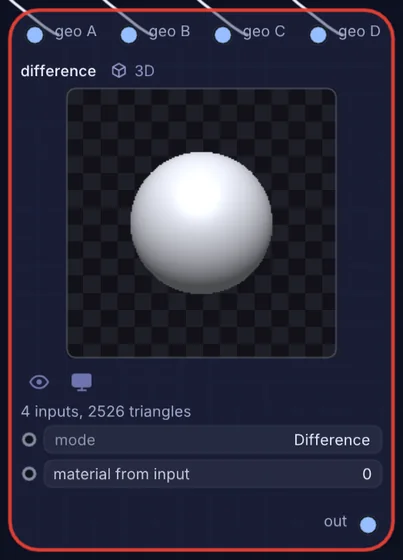 geo A geo B geo C geo D
difference 3D
4 inputs, 2526 triangles
mode Difference
material from input 0
out